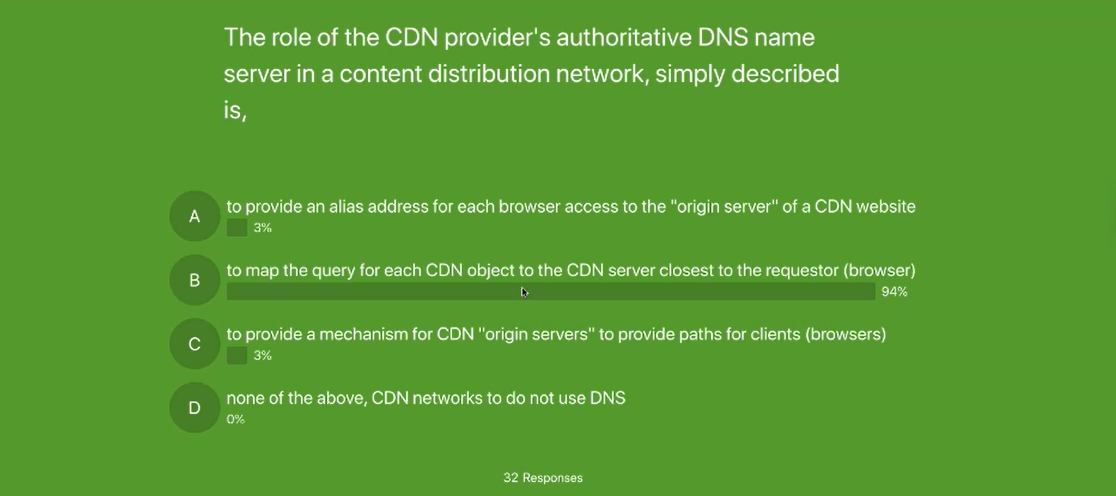 The role of the CDN provider's authoritative DNS name
server in a content distribution network, simply described
is,
A
to provide an alias address for each browser access to the "origin server" of a CDN website
3%
B
to map the query for each CDN object to the CDN server closest to the requestor (browser)
94%
C
to provide a mechanism for CDN "origin servers" to provide paths for clients (browsers)
3%
D
none of the above, CDN networks to do not use DNS
0%
32 Responses